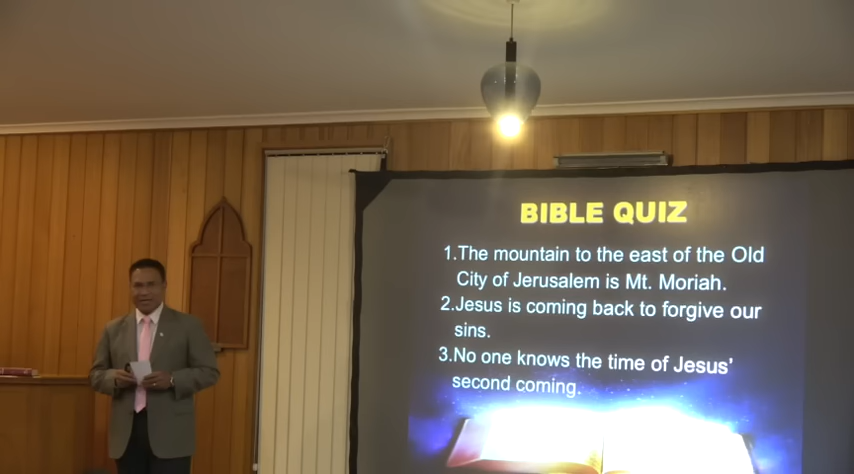 BIBLE QUIZ
1.The mountain to the east of the Old
City of Jerusalem is Mt. Moriah.
2.Jesus is coming back to forgive our
sins.
3.No one knows the time of Jesus'
second coming.